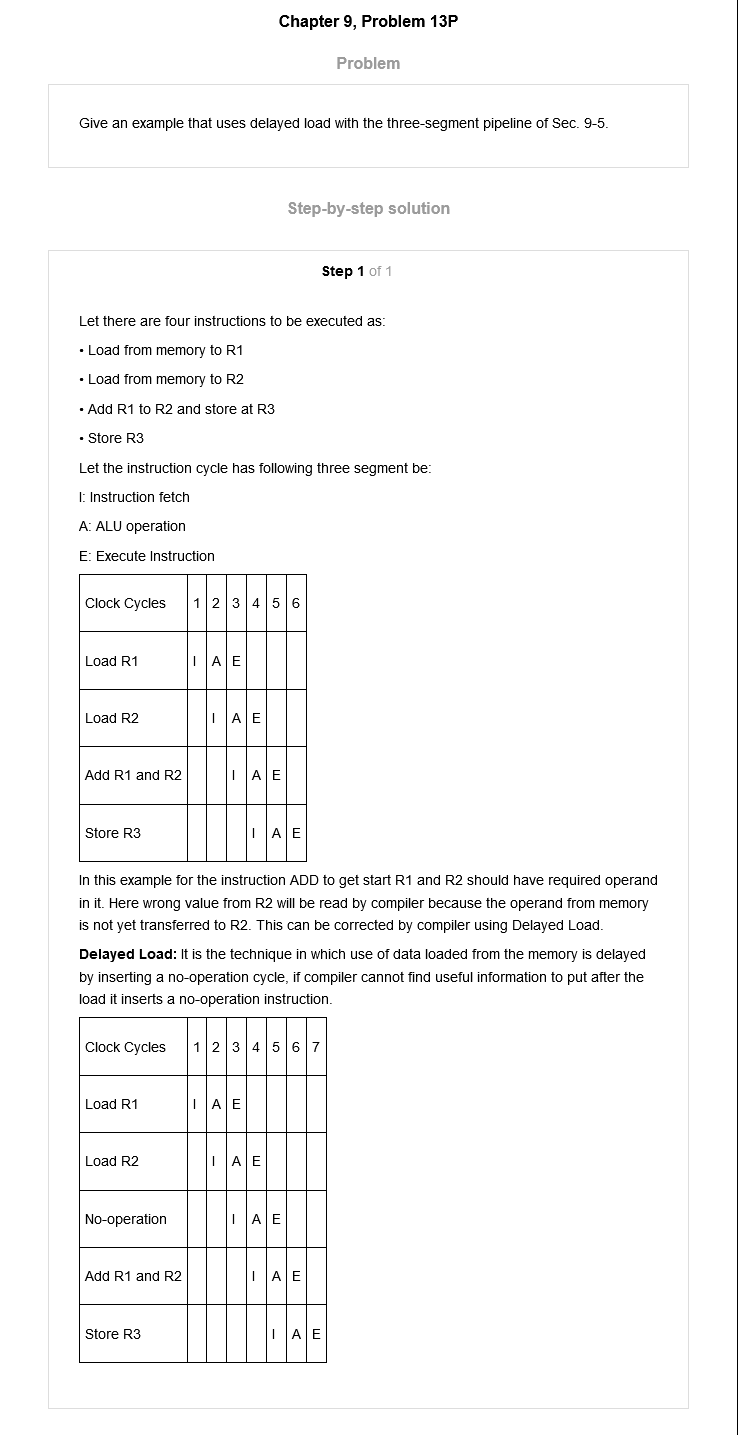 Chapter 9, Problem 13P
Problem
Give an example that uses delayed load with the three-segment pipeline of Sec. 9-5.
Step-by-step solution
Step 1 of 1
Let there are four instructions to be executed as:
• Load from memory to R1
• Load from memory to R2
• Add R1 to R2 and store at R3
• Store R3
Let the instruction cycle has following three segment be:
I: Instruction fetch
A: ALU operation
E: Execute Instruction
Clock Cycles 1 2 3 4 5 6
Load R1 I A E
Load R2 I A E
Add R1 and R2 I A E
Store R3 I A E
In this example for the instruction ADD to get start R1 and R2 should have required operand
in it. Here wrong value from R2 will be read by compiler because the operand from memory
is not yet transferred to R2. This can be corrected by compiler using Delayed Load.
Delayed Load: It is the technique in which use of data loaded from the memory is delayed
by inserting a no-operation cycle, if compiler cannot find useful information to put after the
load it inserts a no-operation instruction.
Clock Cycles 1 2 3 4 5 6 7
Load R1 I A E
Load R2 I A E
No-operation I A E
Add R1 and R2 I A E
Store R3 I A E